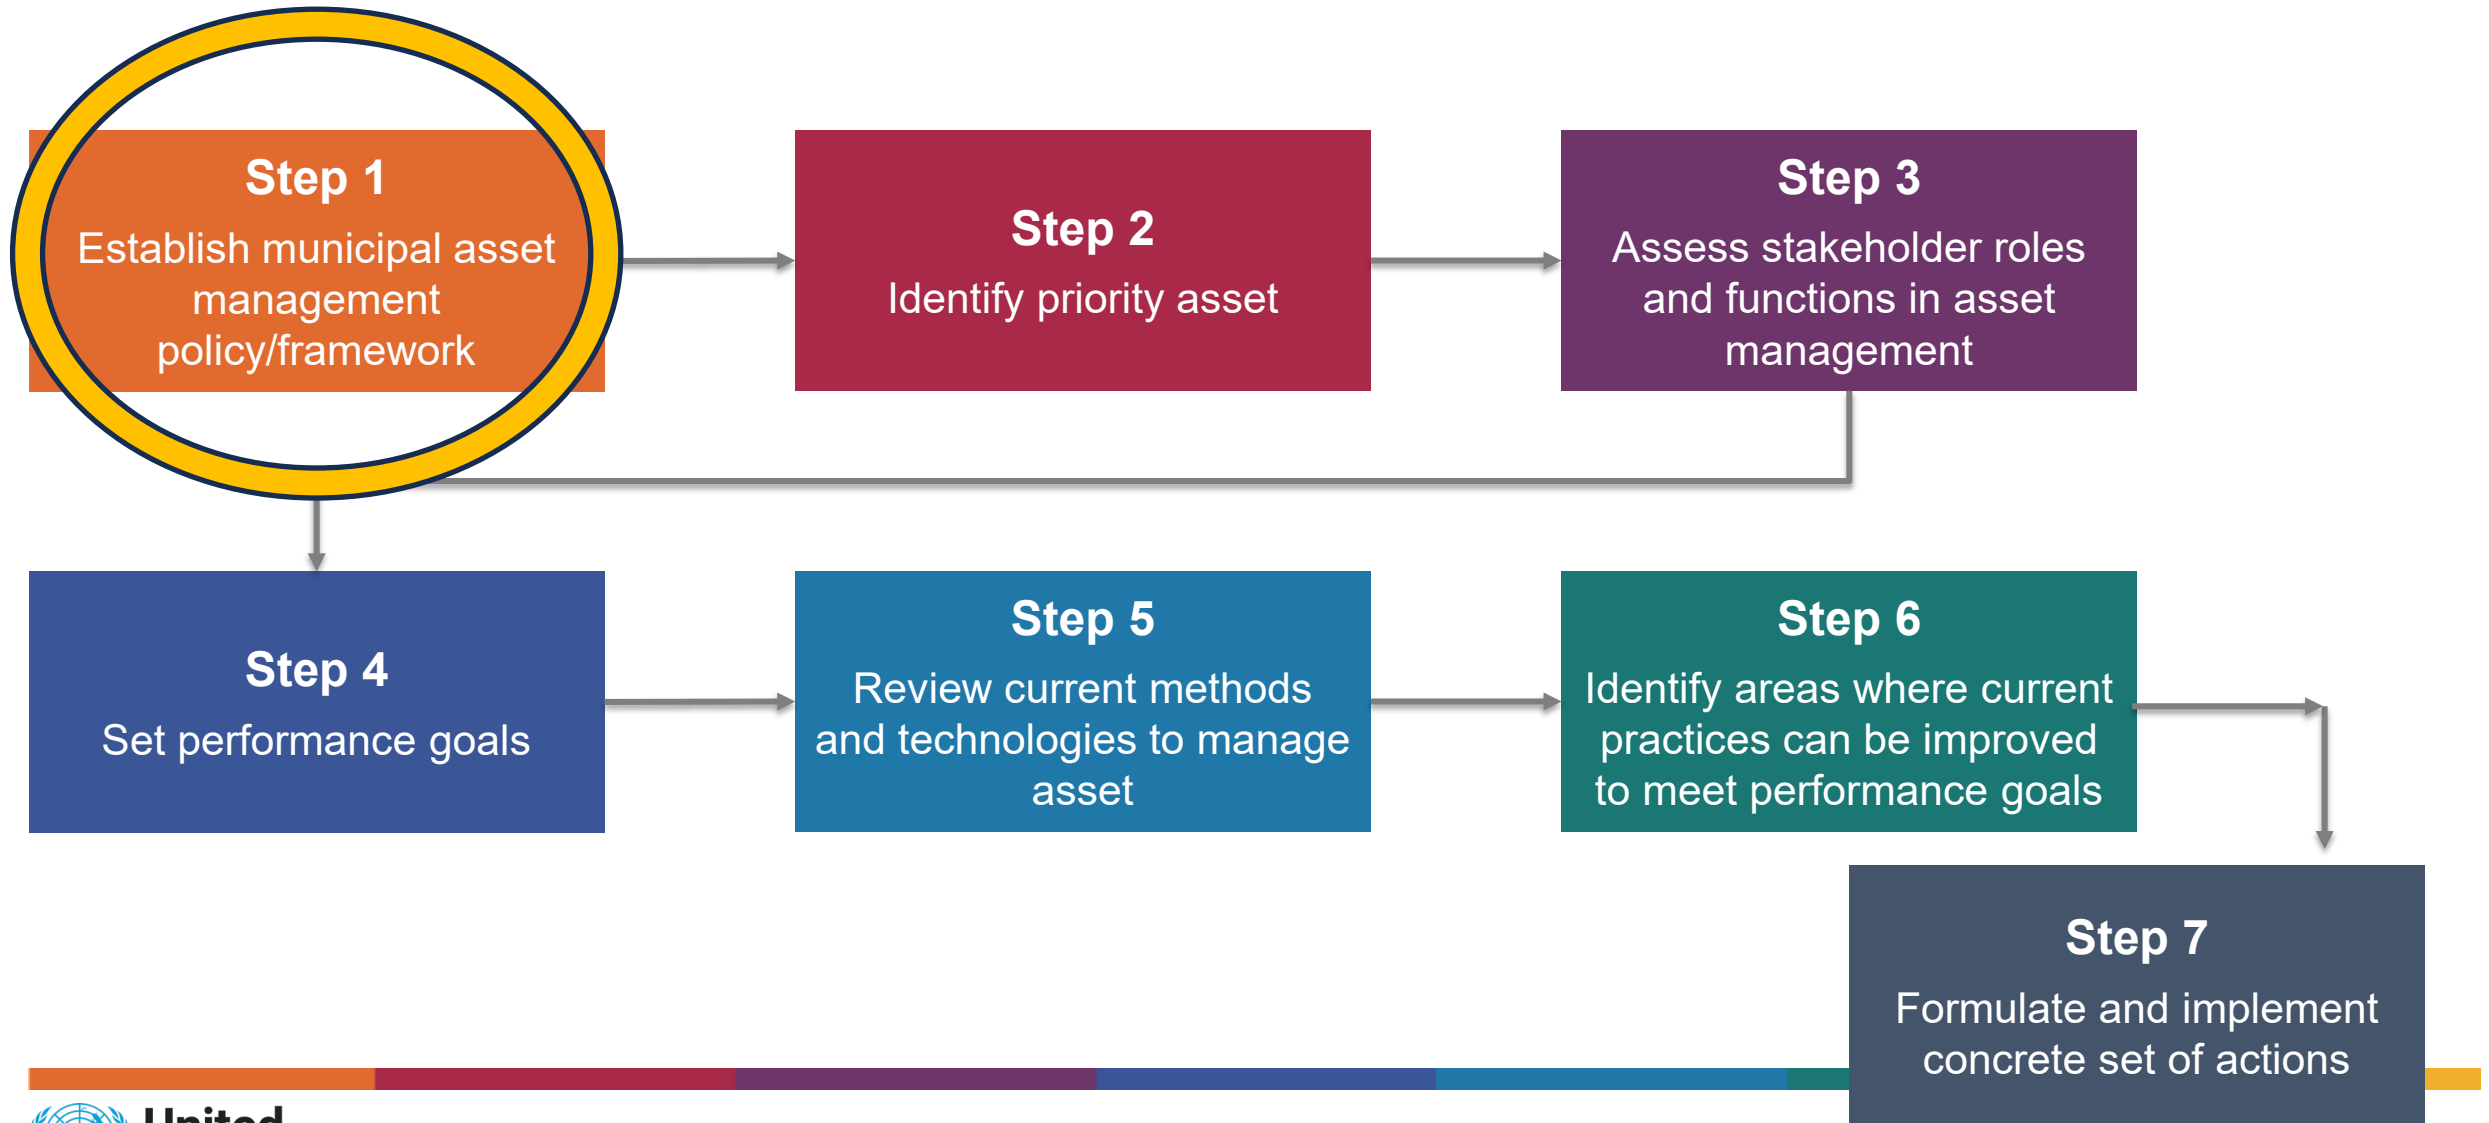 Step 1
Establish municipal asset
management
policy/framework
Step 2
Identify priority asset
Step 3
Assess stakeholder roles
and functions in asset
management
Step 4
Set performance goals
Step 5
Review current methods
and technologies to manage
asset
Step 6
Identify areas where current
practices can be improved
to meet performance goals
Step 7
Formulate and implement
concrete set of actions
United